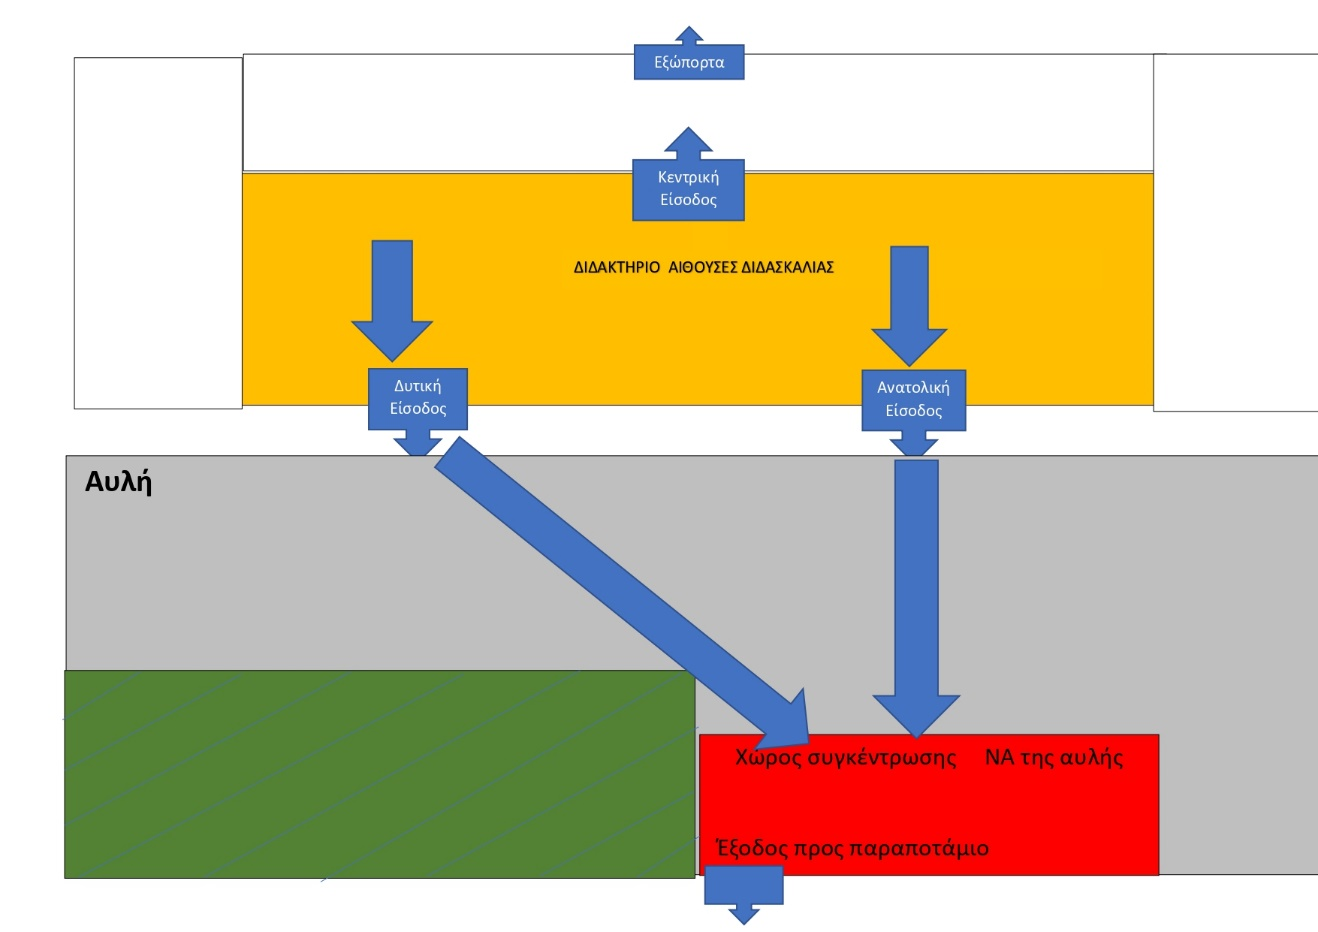 Εξώπορτα
Κεντρική
Είσοδος
ΔΙΔΑΚΤΗΡΙΟ ΑΙΘΟΥΣΕΣ ΔΙΔΑΣΚΑΛΙΑΣ
Δυτική
Είσοδος
Ανατολική
Είσοδος
Αυλή
Χώρος συγκέντρωσης ΝΑ της αυλής
Έξοδος προς παραποτάμιο